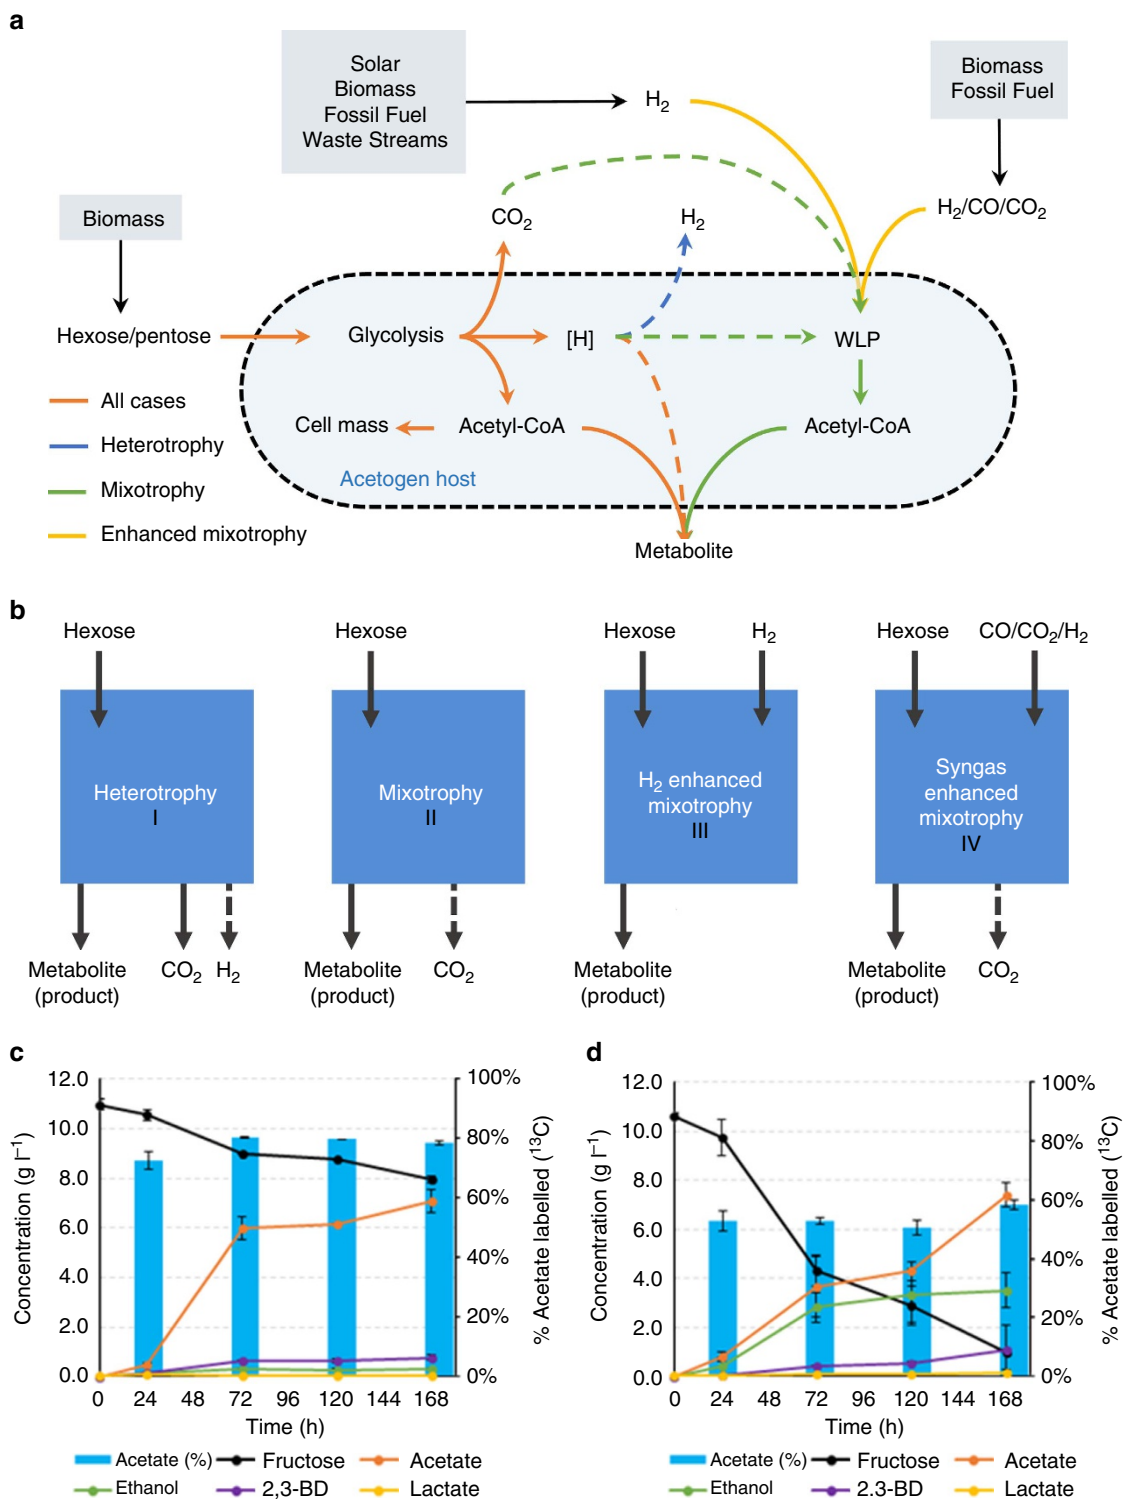 a
Solar
Biomass
Fossil Fuel
Waste Streams
H2
Biomass
Fossil Fuel
H2/CO/CO2
CO2
H2
Biomass
Hexose/pentose
Glycolysis
[H]
WLP
Cell mass
Acetyl-CoA
Acetyl-CoA
Acetogen host
Metabolite
All cases
Heterotrophy
Mixotrophy
Enhanced mixotrophy
b
Hexose
Hexose
Hexose
H2
Hexose
CO/CO2/H2
Heterotrophy
I
Mixotrophy
II
H2 enhanced
mixotrophy
III
Syngas
enhanced
mixotrophy
IV
Metabolite
(product)
CO2
H2
Metabolite
(product)
CO2
Metabolite
(product)
Metabolite
(product)
CO2
c
12.0
10.0
8.0
6.0
4.0
2.0
0.0
Concentration (g l–1)
100%
80%
60%
40%
20%
0%
% Acetate labelled (13C)
0 24 48 72 96 120 144 168
Time (h)
Acetate (%) Fructose Acetate
Ethanol 2,3-BD Lactate
d
12.0
10.0
8.0
6.0
4.0
2.0
0.0
Concentration (g l–1)
100%
80%
60%
40%
20%
0%
% Acetate labelled (13C)
0 24 48 72 96 120 144 168
Time (h)
Acetate (%) Fructose Acetate
Ethanol 2.3-BD Lactate